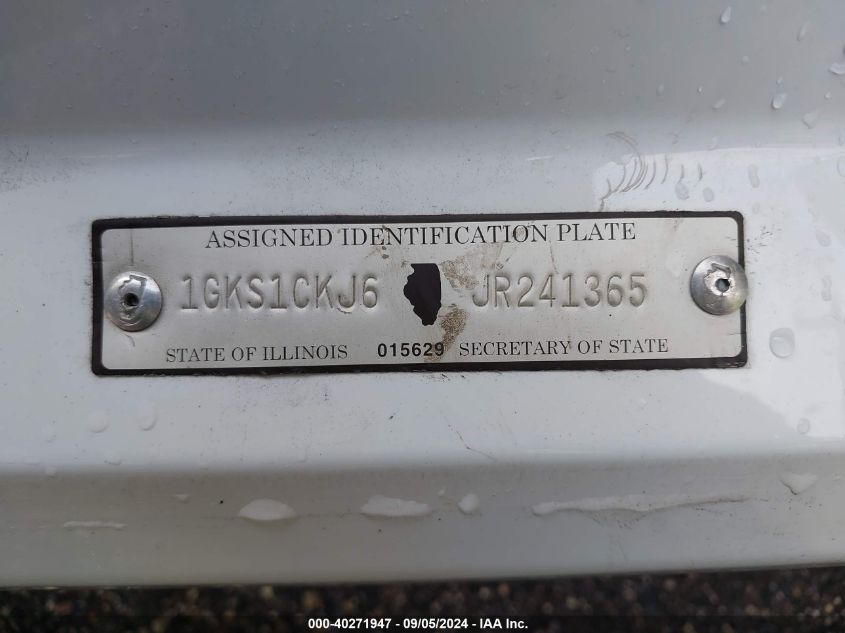 ASSIGNED IDENTIFICATION PLATE
1GKS1CKJ6 JR241365
STATE OF ILLINOIS 015629 SECRETARY OF STATE
000-40271947 / 09/05/2024 - IAA Inc.